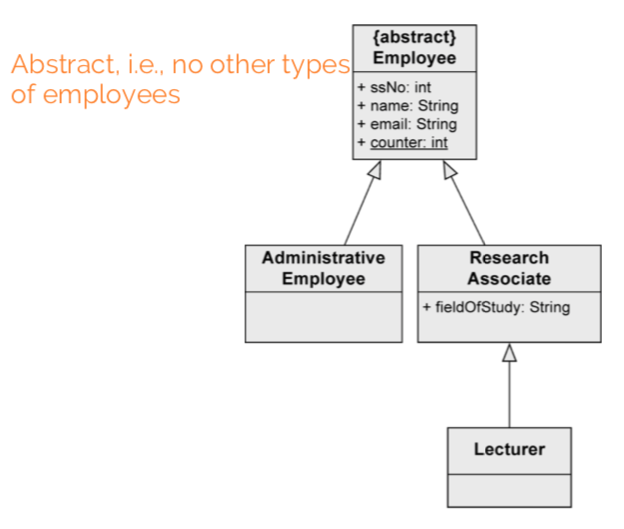 Abstract, i.e., no other types
of employees
{abstract}
Employee
+ ssNo: int
+ name: String
+ email: String
+ counter: int
Administrative
Employee
Research
Associate
+ fieldOfStudy: String
Lecturer